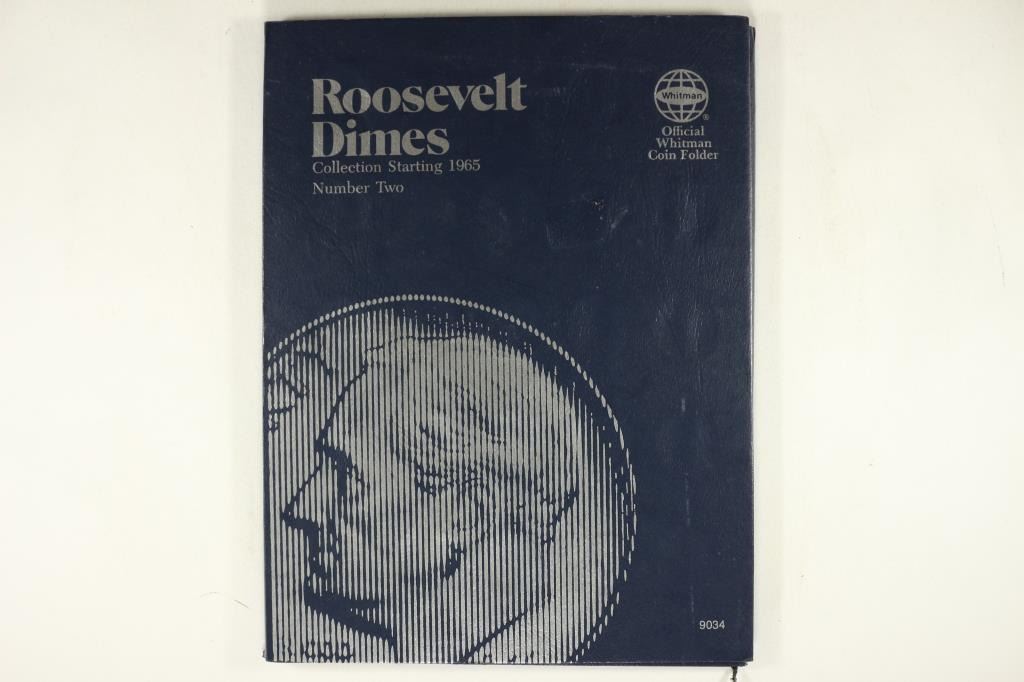 Roosevelt
Dimes
Collection Starting 1965
Number Two
Whitman
®
Official
Whitman
Coin Folder
9034